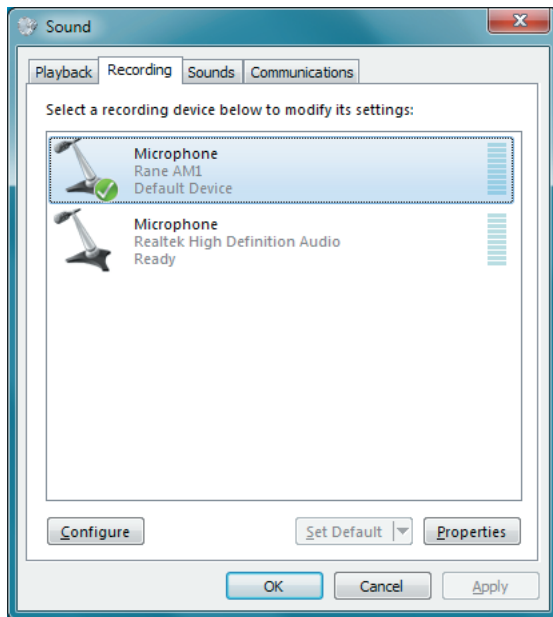 Sound
Playback Recording Sounds Communications
Select a recording device below to modify its settings:
Microphone
Rane AM1
Default Device
Microphone
Realtek High Definition Audio
Ready
Configure Set Default Properties
OK Cancel Apply